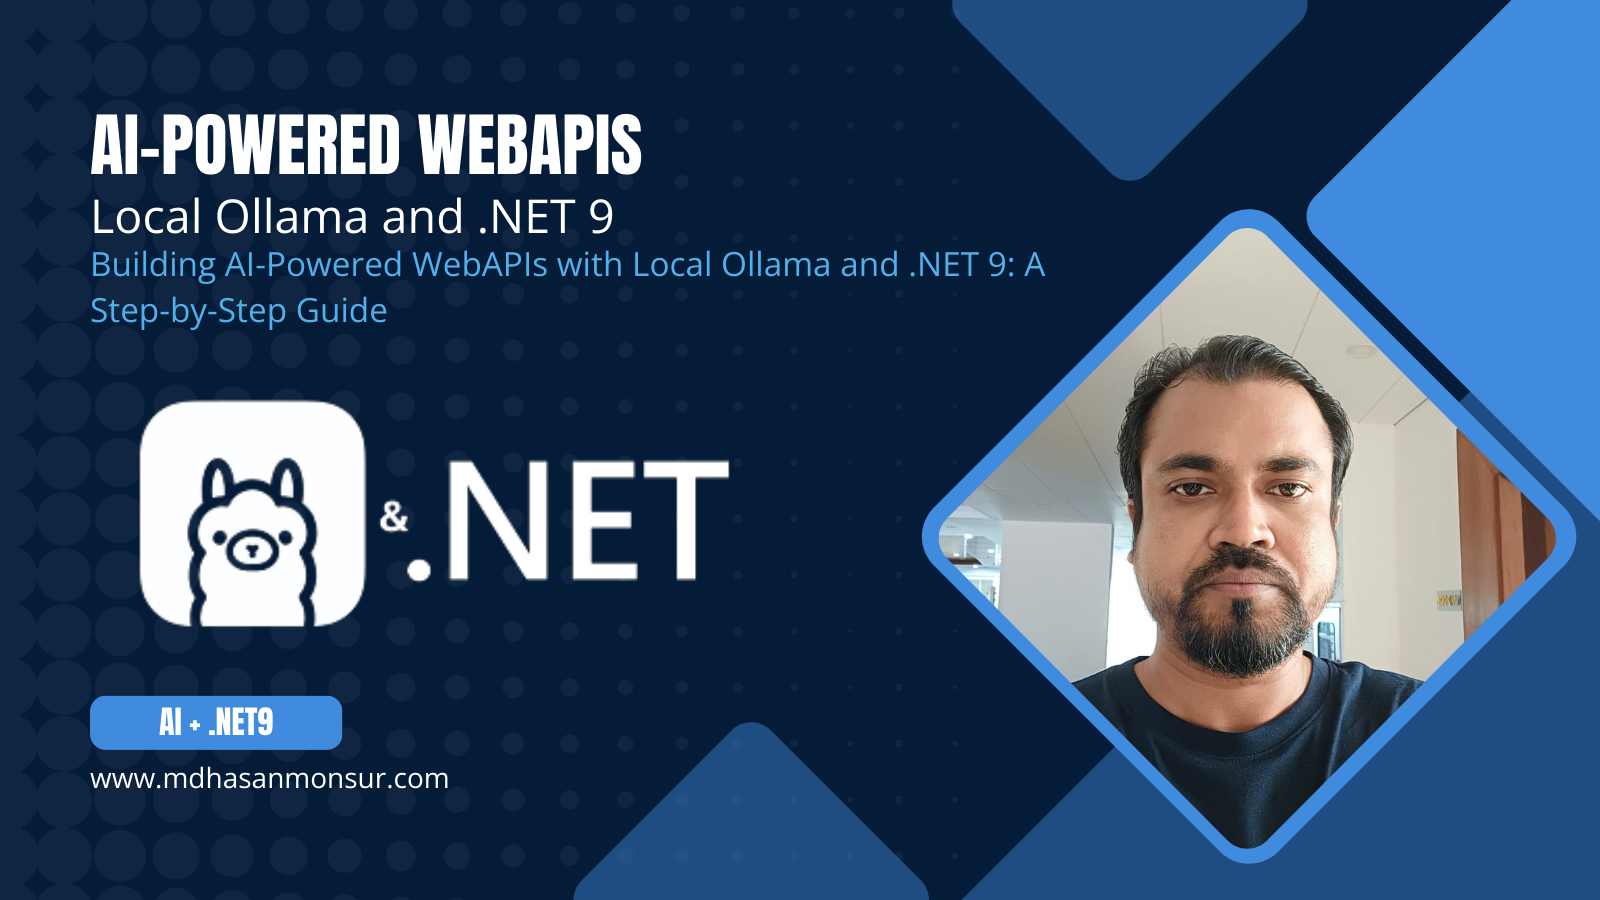 AI-POWERED WEBAPIS
Local Ollama and .NET 9
Building AI-Powered WebAPIs with Local Ollama and .NET 9: A
Step-by-Step Guide
& .NET
AI + .NET9
www.mdhasanmonsur.com